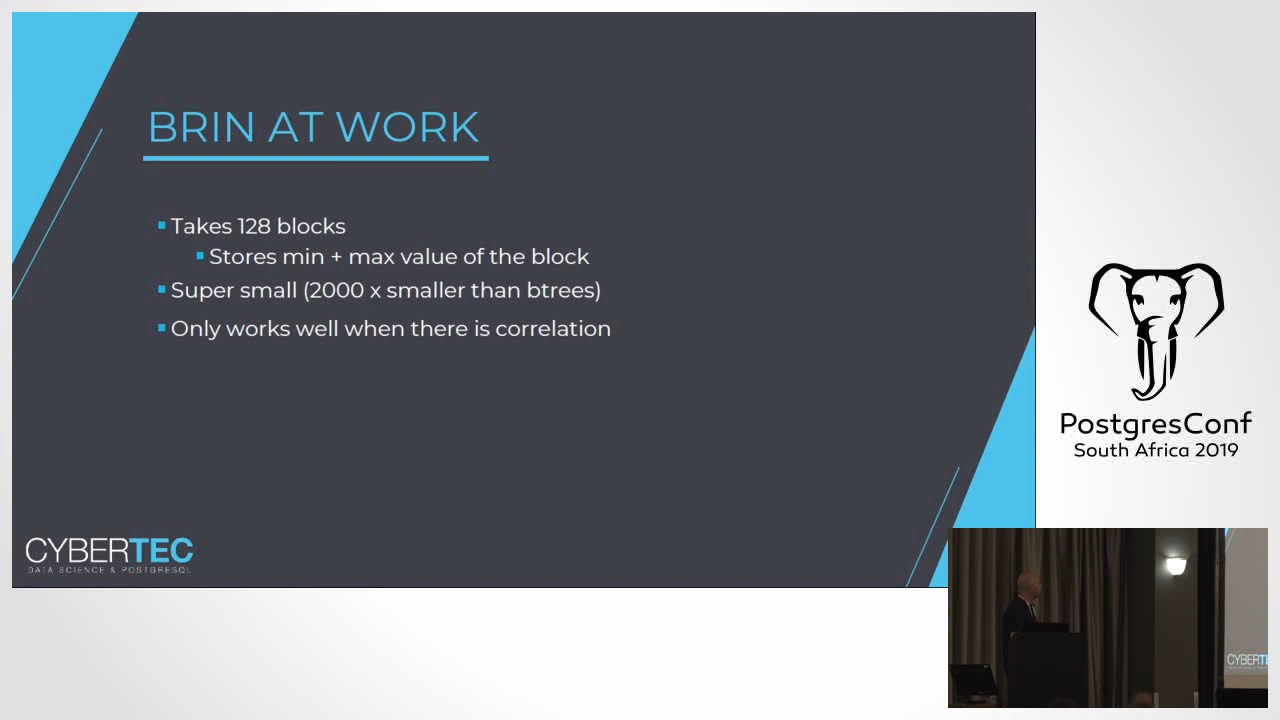 BRIN AT WORK
Takes 128 blocks
Stores min + max value of the block
Super small (2000 x smaller than btrees)
Only works well when there is correlation
CYBERTEC
DATA SCIENCE & POSTGRESQL
PostgresConf
South Africa 2019
CYBERTE